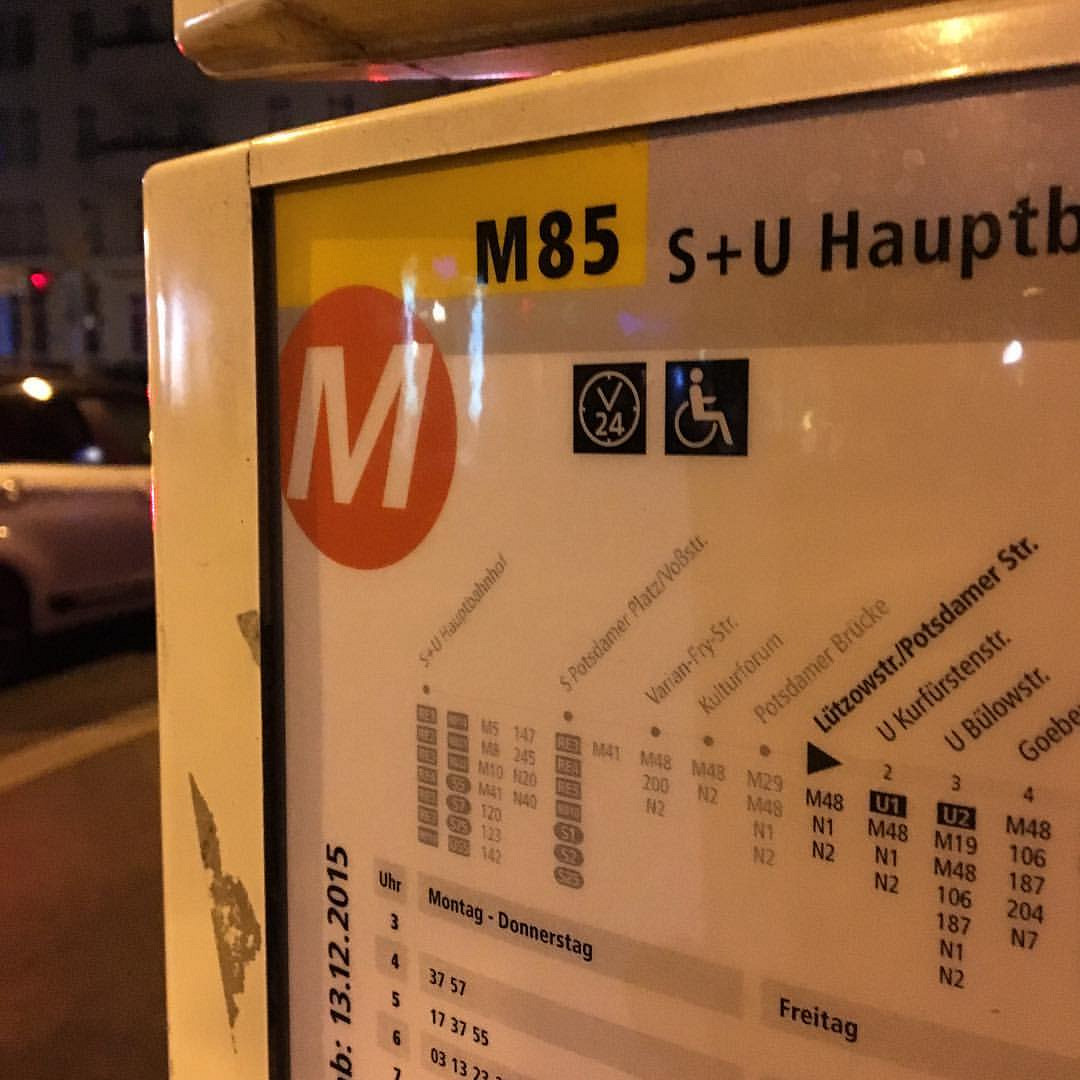 M85 S+U Hauptb
M
24
S+U Hauptbahnhof
S Potsdamer Platz/Voßstr.
Varian-Fry-Str.
Kulturforum
Potsdamer Brücke
Lützowstr./Potsdamer Str.
U Kurfürstenstr.
U Bülowstr.
Goeben
M5 147
M8 245
M10 N20
M41 N40
120
123
142
M41
S1
S2
S25
M48
200
N2
M48
N2
M29
M48
N1
N2
M48
N1
N2
2
U1
M48
N1
N2
3
U2
M19
M48
106
187
N1
N2
4
M48
106
187
204
N7
ab: 13.12.2015
Uhr Montag - Donnerstag Freitag
3
4 37 57
5 17 37 55
6 03 13 23
7